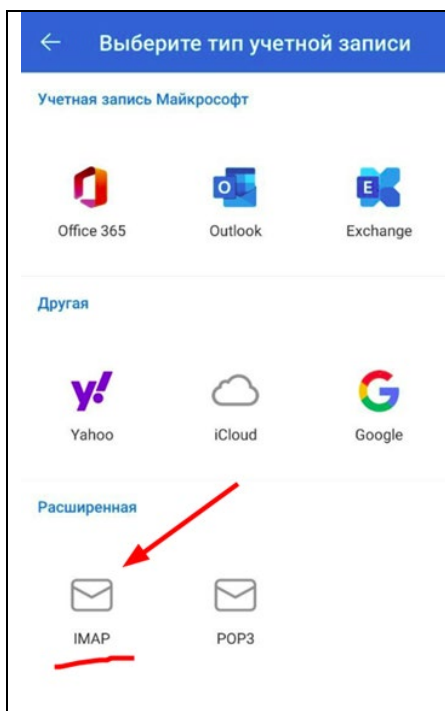 Выберите тип учетной записи
Учетная запись Майкрософт
Office 365 Outlook Exchange
Другая
Yahoo iCloud Google
Расширенная
IMAP POP3